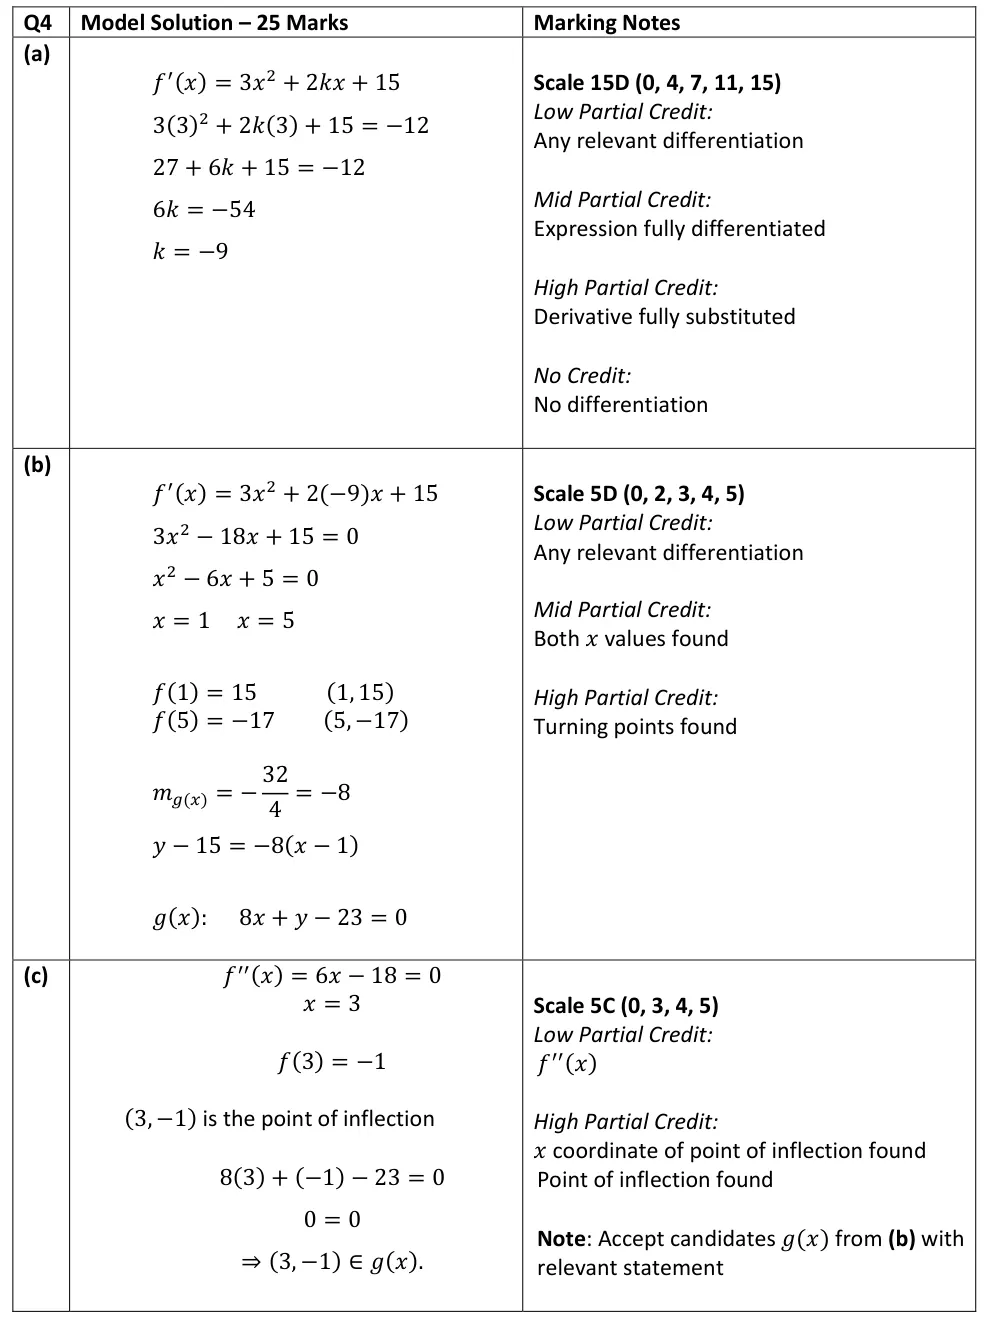 Q4 Model Solution – 25 Marks Marking Notes
(a)
f′(x) = 3x² + 2kx + 15
3(3)² + 2k(3) + 15 = −12
27 + 6k + 15 = −12
6k = −54
k = −9
Scale 15D (0, 4, 7, 11, 15)
Low Partial Credit:
Any relevant differentiation
Mid Partial Credit:
Expression fully differentiated
High Partial Credit:
Derivative fully substituted
No Credit:
No differentiation
(b)
f′(x) = 3x² + 2(−9)x + 15
3x² − 18x + 15 = 0
x² − 6x + 5 = 0
x = 1 x = 5
f(1) = 15 (1, 15)
f(5) = −17 (5, −17)
m_g(x) = −32/4 = −8
y − 15 = −8(x − 1)
g(x): 8x + y − 23 = 0
Scale 5D (0, 2, 3, 4, 5)
Low Partial Credit:
Any relevant differentiation
Mid Partial Credit:
Both x values found
High Partial Credit:
Turning points found
(c)
f′′(x) = 6x − 18 = 0
x = 3
f(3) = −1
(3, −1) is the point of inflection
8(3) + (−1) − 23 = 0
0 = 0
⇒ (3, −1) ∈ g(x).
Scale 5C (0, 3, 4, 5)
Low Partial Credit:
f′′(x)
High Partial Credit:
x coordinate of point of inflection found
Point of inflection found
Note: Accept candidates g(x) from (b) with
relevant statement